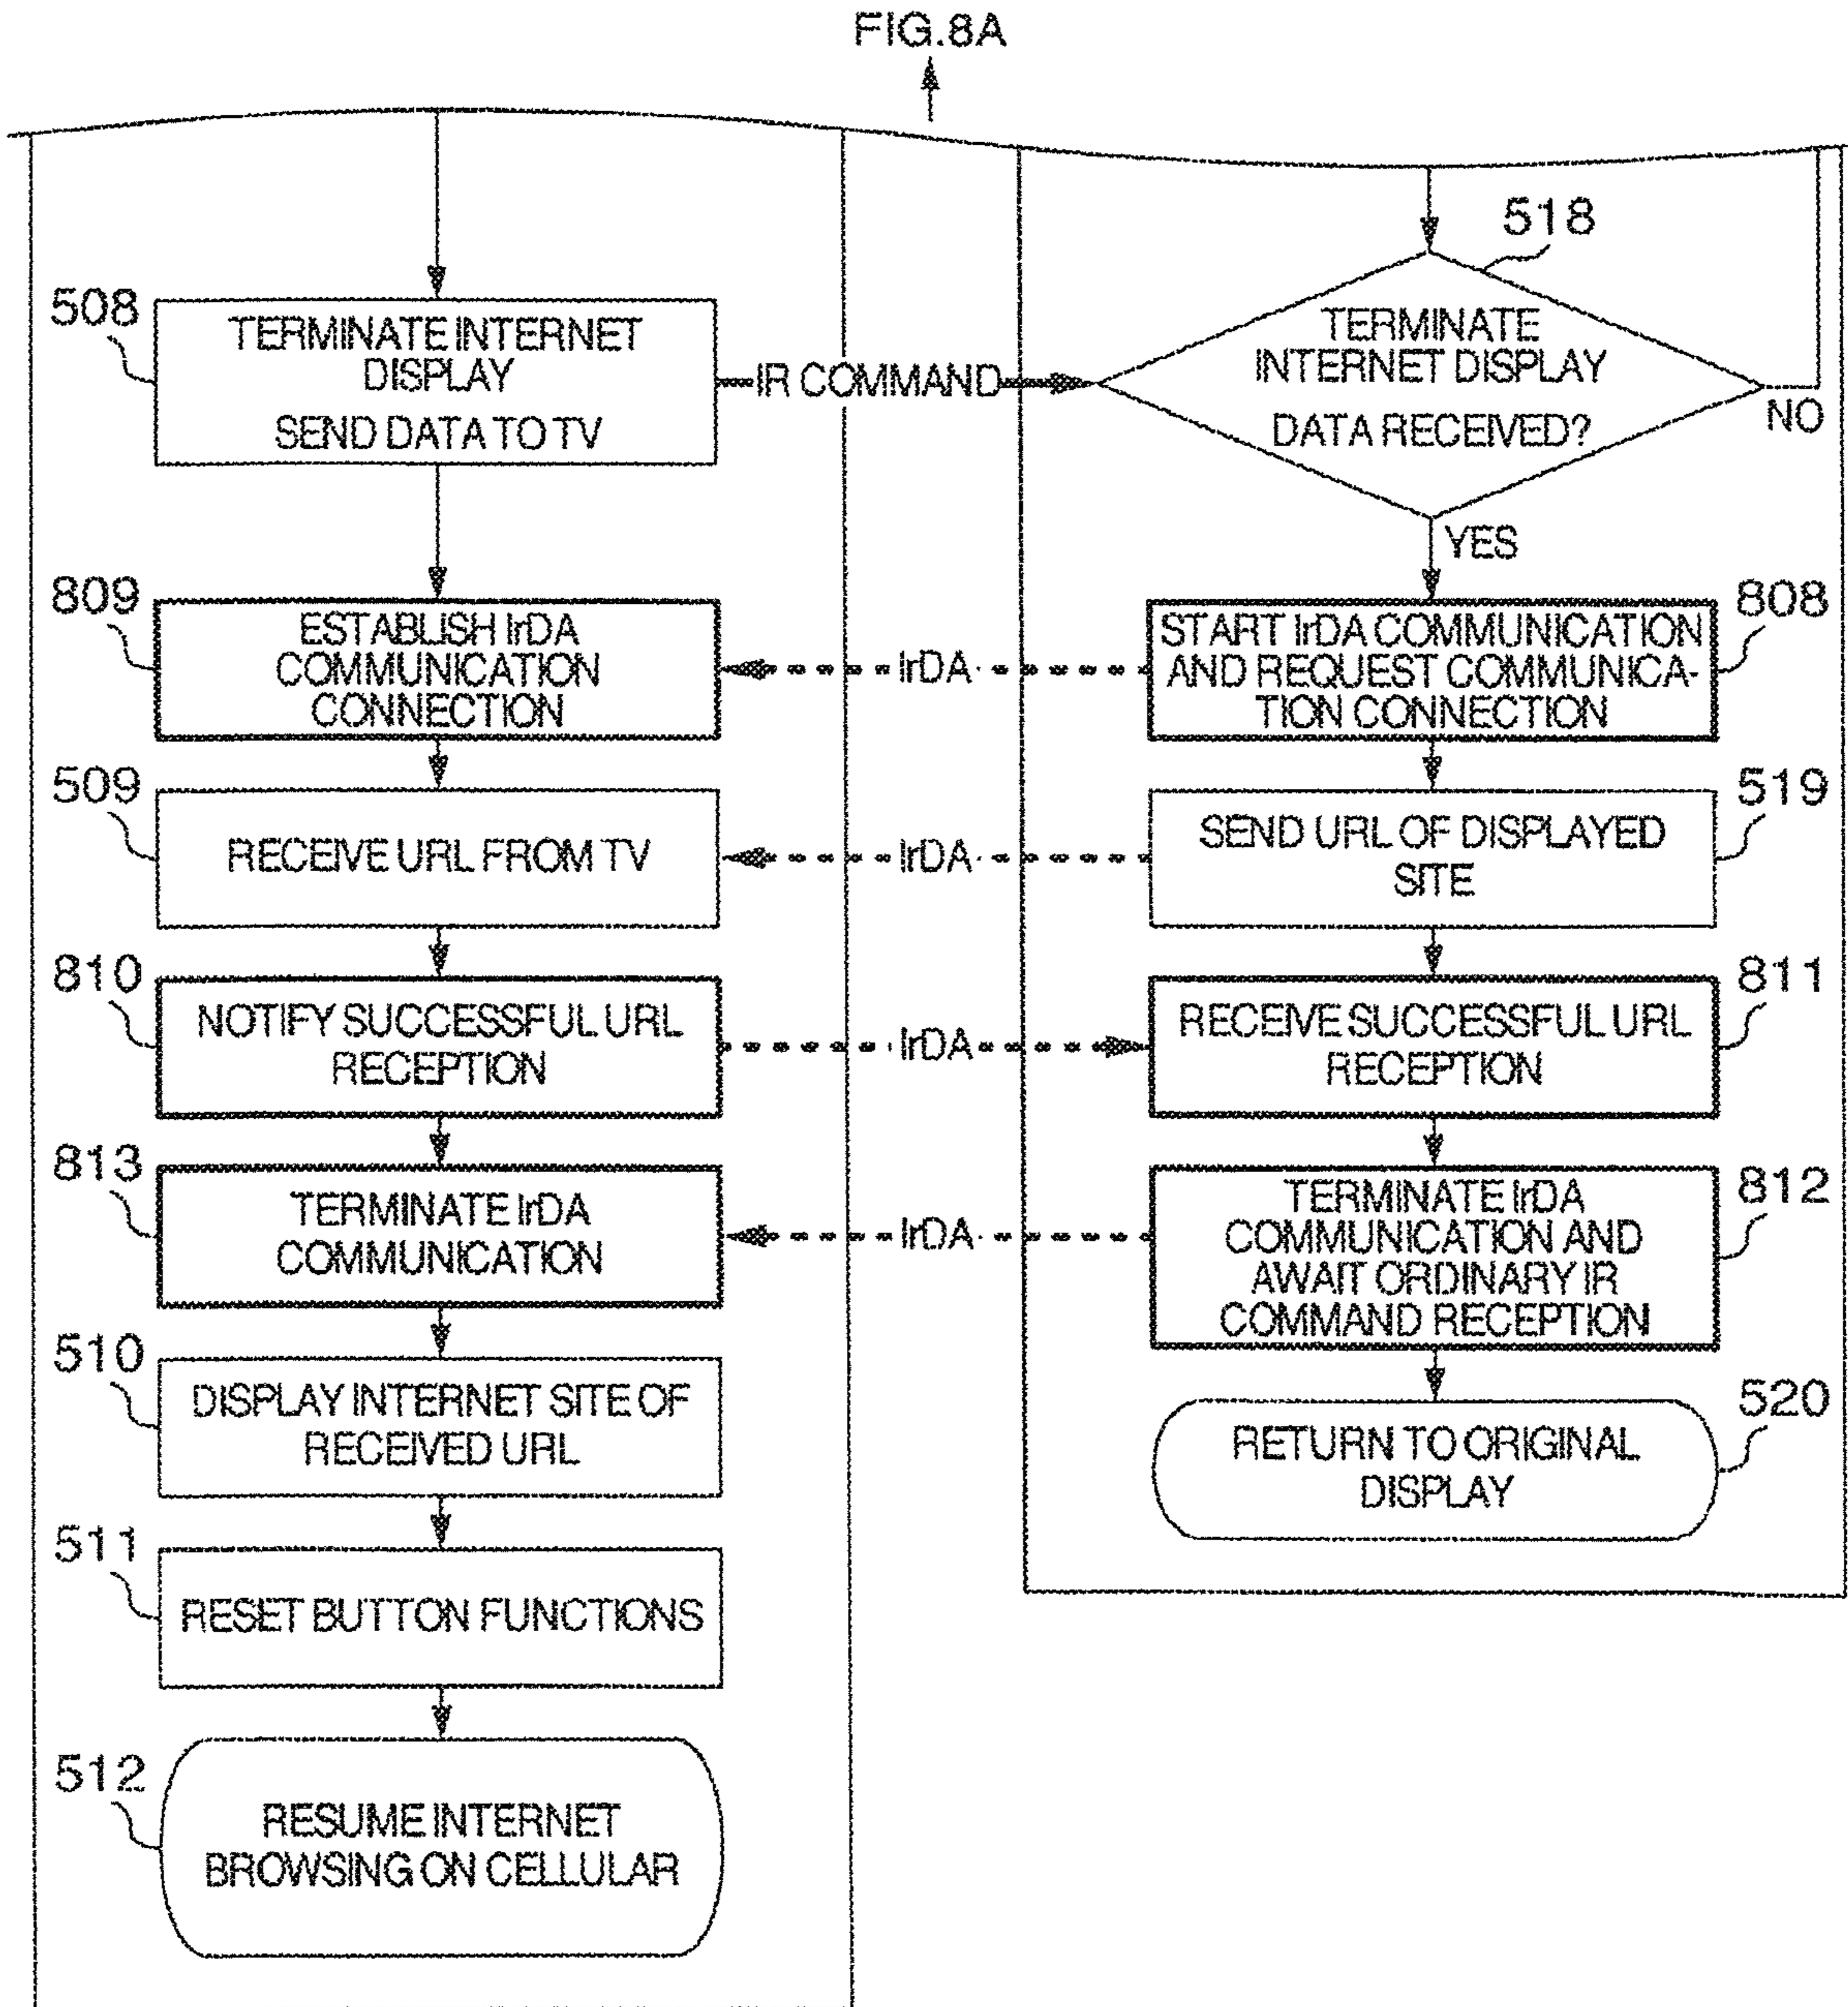 FIG.8A
508
TERMINATE INTERNET
DISPLAY
SEND DATA TO TV
IR COMMAND
518
TERMINATE
INTERNET DISPLAY
DATA RECEIVED?
NO
YES
809
ESTABLISH IrDA
COMMUNICATION
CONNECTION
IrDA
808
START IrDA COMMUNICATION
AND REQUEST COMMUNICA-
TION CONNECTION
509
RECEIVE URL FROM TV
IrDA
519
SEND URL OF DISPLAYED
SITE
810
NOTIFY SUCCESSFUL URL
RECEPTION
IrDA
811
RECEIVE SUCCESSFUL URL
RECEPTION
813
TERMINATE IrDA
COMMUNICATION
IrDA
812
TERMINATE IrDA
COMMUNICATION AND
AWAIT ORDINARY IR
COMMAND RECEPTION
510
DISPLAY INTERNET SITE OF
RECEIVED URL
520
RETURN TO ORIGINAL
DISPLAY
511
RESET BUTTON FUNCTIONS
512
RESUME INTERNET
BROWSING ON CELLULAR